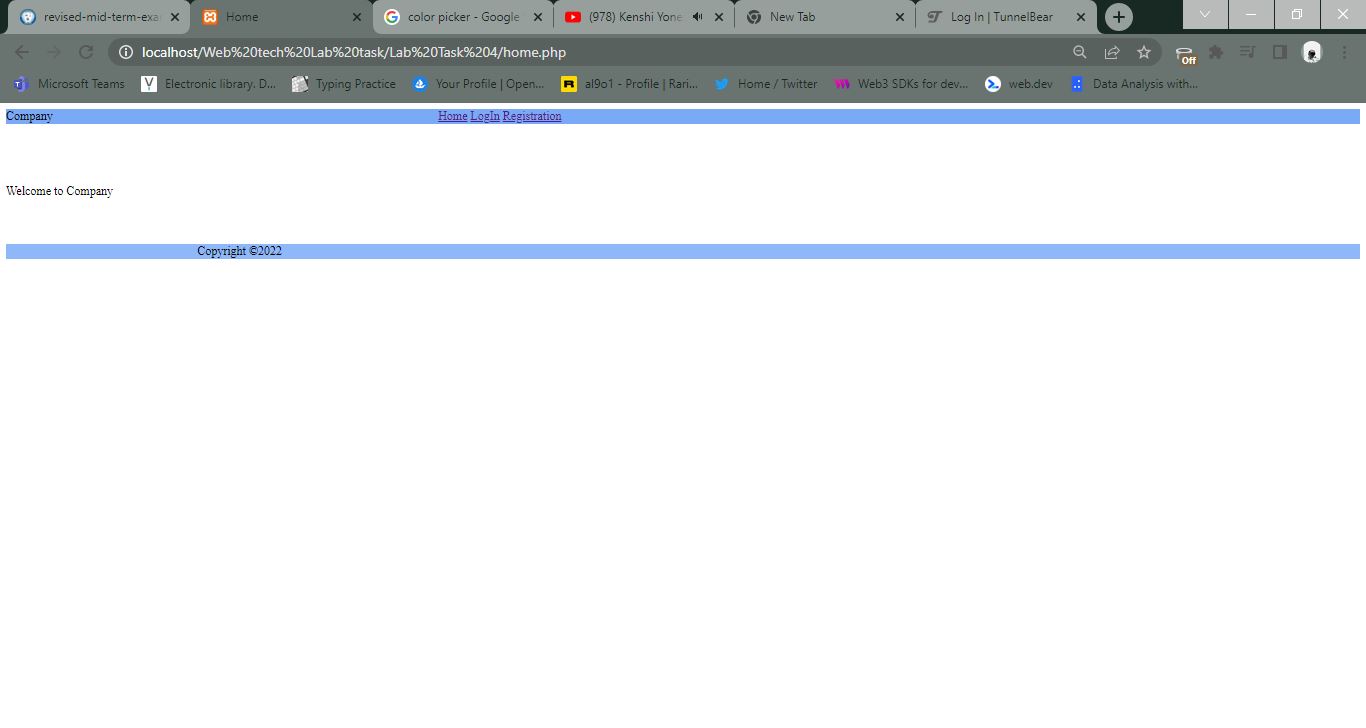 revised-mid-term-exa
Home
color picker - Google
(978) Kenshi Yone
New Tab
Log In | TunnelBear
localhost/Web%20tech%20Lab%20task/Lab%20Task%204/home.php
Off
Microsoft Teams
Electronic library. D...
Typing Practice
Your Profile | Open...
al9o1 - Profile | Rari...
Home / Twitter
Web3 SDKs for dev...
web.dev
Data Analysis with...
Company Home LogIn Registration
Welcome to Company
Copyright ©2022